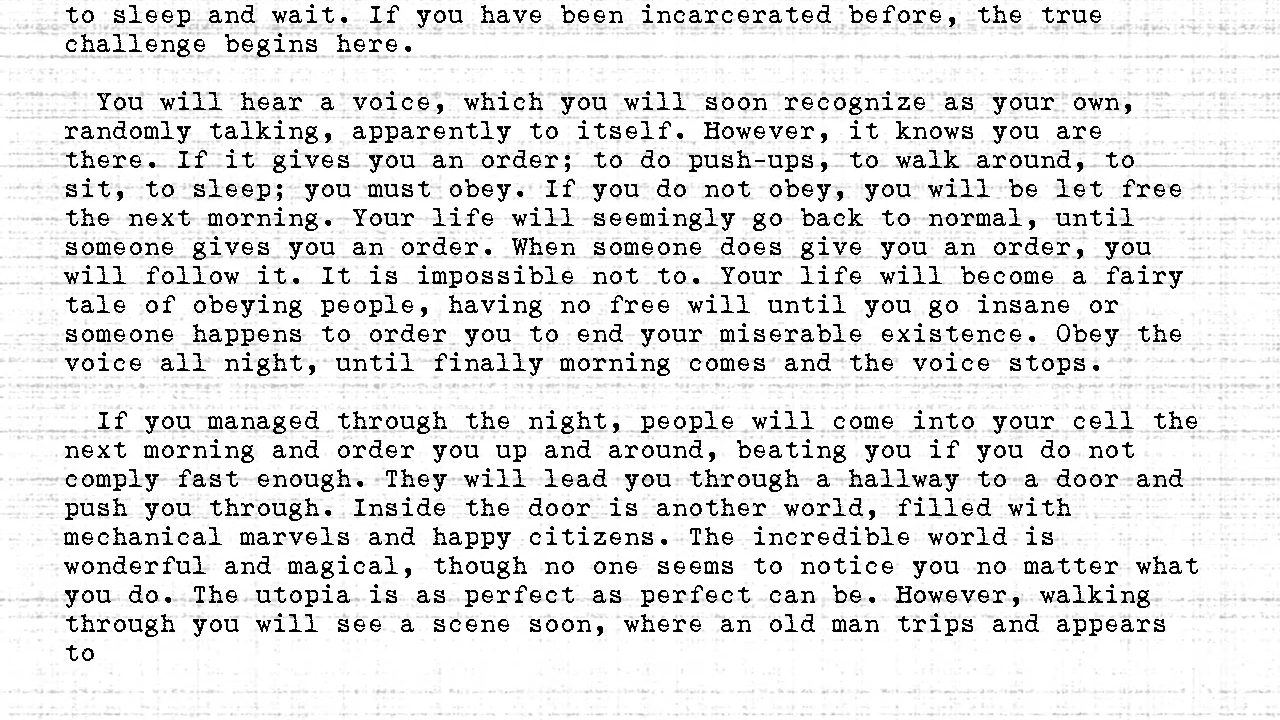 to sleep and wait. If you have been incarcerated before, the true
challenge begins here.
You will hear a voice, which you will soon recognize as your own,
randomly talking, apparently to itself. However, it knows you are
there. If it gives you an order; to do push-ups, to walk around, to
sit, to sleep; you must obey. If you do not obey, you will be let free
the next morning. Your life will seemingly go back to normal, until
someone gives you an order. When someone does give you an order, you
will follow it. It is impossible not to. Your life will become a fairy
tale of obeying people, having no free will until you go insane or
someone happens to order you to end your miserable existence. Obey the
voice all night, until finally morning comes and the voice stops.
If you managed through the night, people will come into your cell the
next morning and order you up and around, beating you if you do not
comply fast enough. They will lead you through a hallway to a door and
push you through. Inside the door is another world, filled with
mechanical marvels and happy citizens. The incredible world is
wonderful and magical, though no one seems to notice you no matter what
you do. The utopia is as perfect as perfect can be. However, walking
through you will see a scene soon, where an old man trips and appears
to